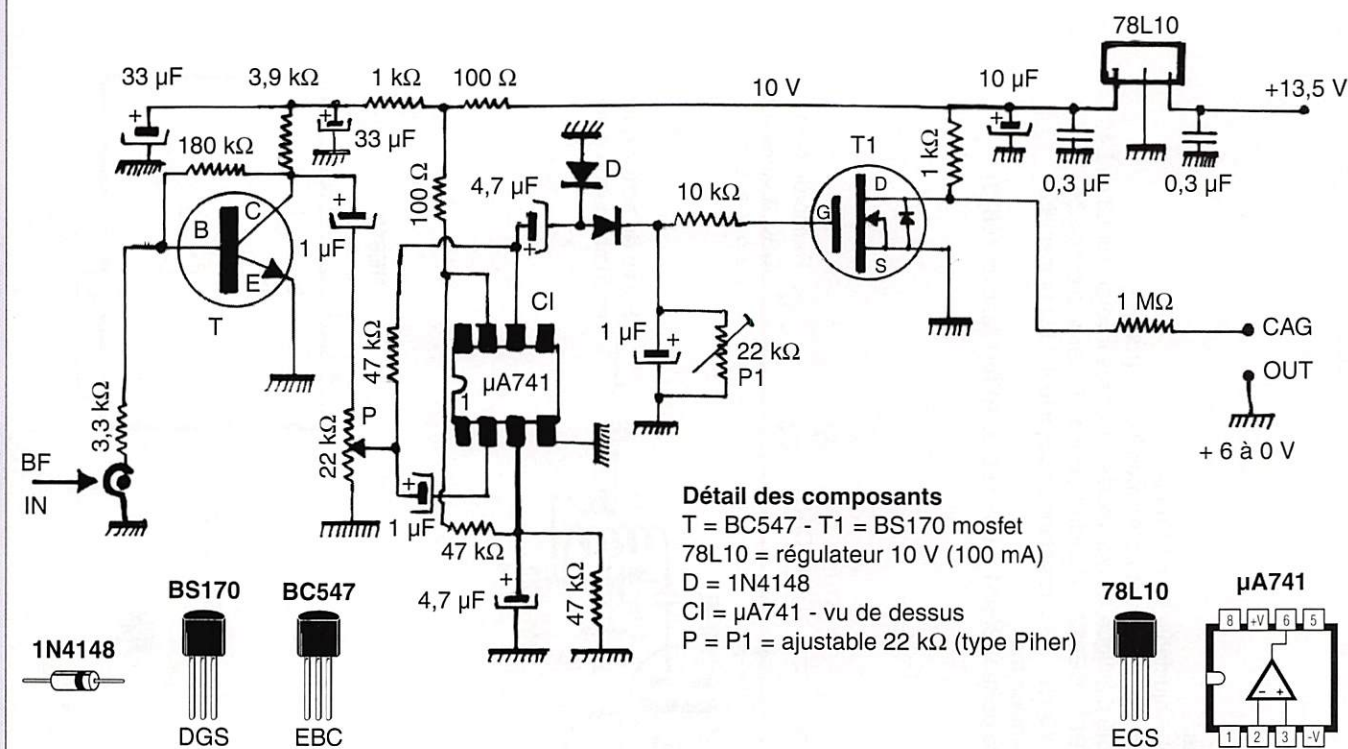 78L10
33 µF
3,9 kΩ
1 kΩ
100 Ω
10 V
10 µF
+13,5 V
+
+
33 µF
+
180 kΩ
T1
1 kΩ
0,3 µF
0,3 µF
100 Ω
4,7 µF
D
+
10 kΩ
D
G
S
B
C
E
T
+
1 µF
CI
1 MΩ
CAG
OUT
+ 6 à 0 V
47 kΩ
µA741
1
1 µF
+
22 kΩ
P1
3,3 kΩ
P
22 kΩ
BF
IN
+
1 µF
47 kΩ
4,7 µF
+
47 kΩ
Détail des composants
T = BC547 - T1 = BS170 mosfet
78L10 = régulateur 10 V (100 mA)
D = 1N4148
CI = µA741 - vu de dessus
P = P1 = ajustable 22 kΩ (type Piher)
1N4148
BS170
DGS
BC547
EBC
78L10
ECS
µA741
8 +V 6 5
- +
1 2 3 -V